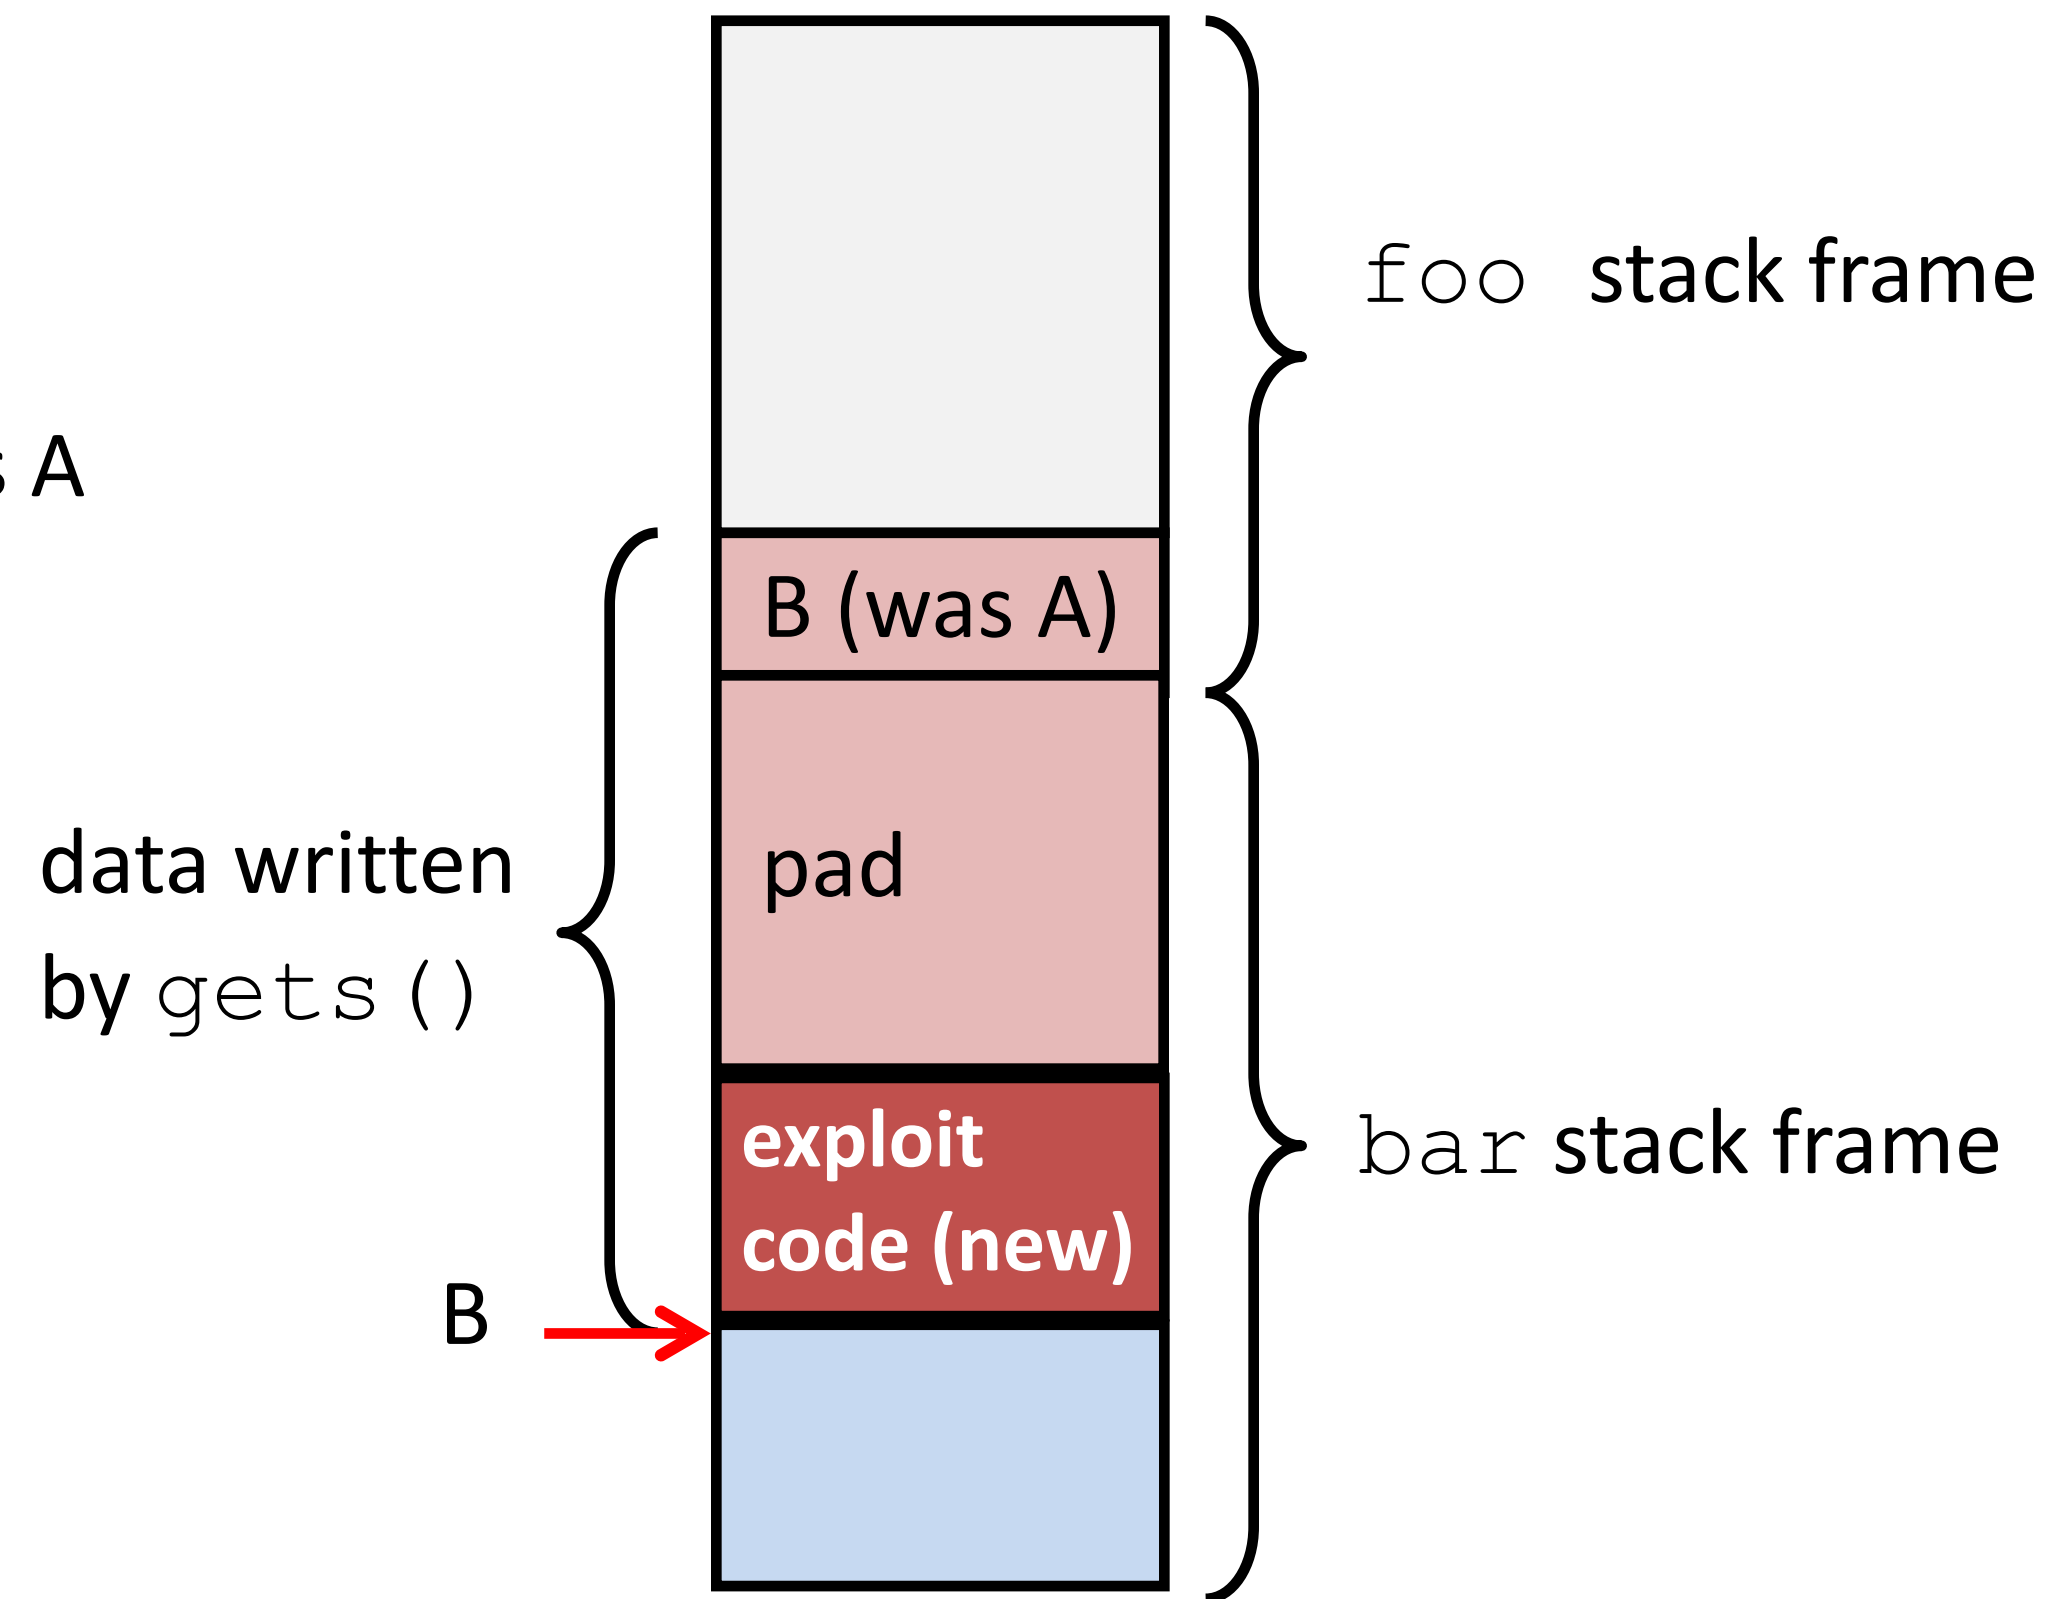 foo stack frame
A
B (was A)
pad
data written
by gets()
exploit
code (new)
bar stack frame
B